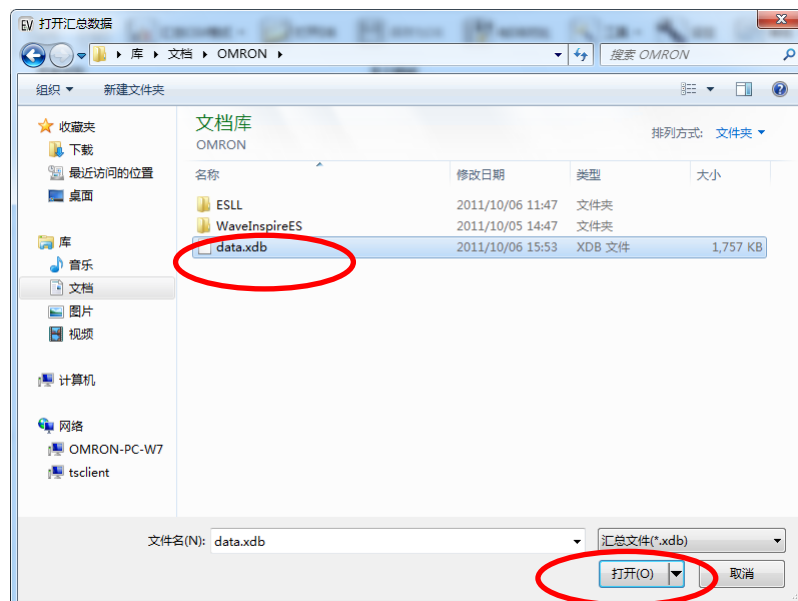 EV 打开汇总数据
库 文档 OMRON
搜索 OMRON
组织 新建文件夹
收藏夹
下载
最近访问的位置
桌面
库
音乐
文档
图片
视频
计算机
网络
OMRON-PC-W7
tsclient
文档库
OMRON
排列方式: 文件夹
名称 修改日期 类型 大小
ESLL 2011/10/06 11:47 文件夹
WaveInspireES 2011/10/05 14:47 文件夹
data.xdb 2011/10/06 15:53 XDB 文件 1,757 KB
文件名(N): data.xdb 汇总文件(*.xdb)
打开(O) 取消